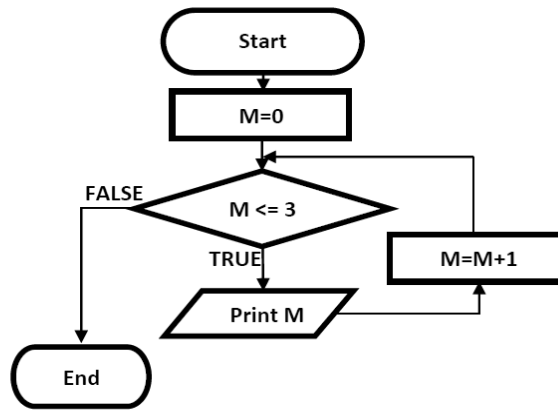 Start
M=0
M <= 3
FALSE
TRUE
M=M+1
Print M
End